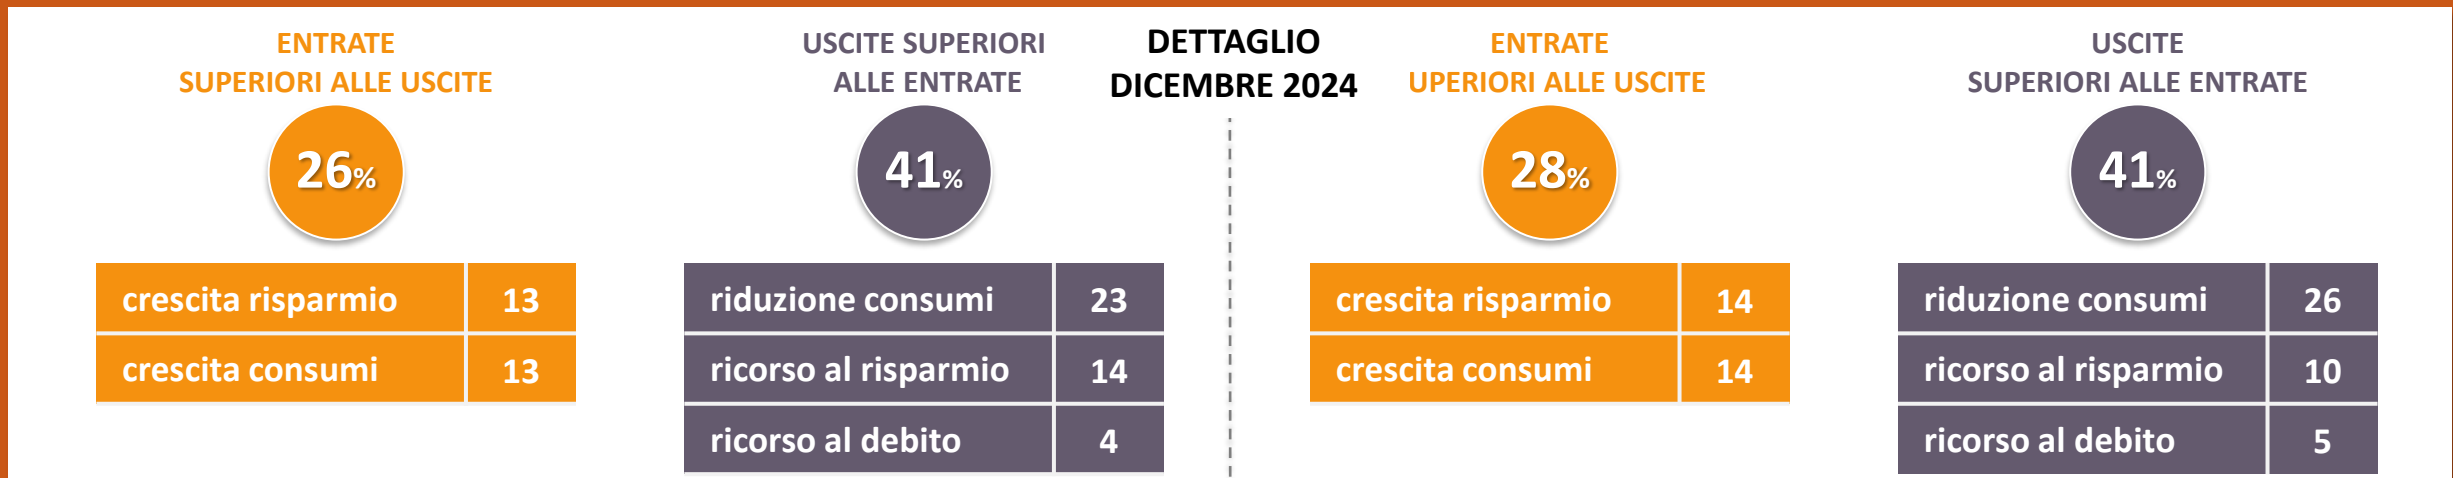 ENTRATE
SUPERIORI ALLE USCITE
26%
crescita risparmio 13
crescita consumi 13
USCITE SUPERIORI
ALLE ENTRATE
41%
riduzione consumi 23
ricorso al risparmio 14
ricorso al debito 4
DETTAGLIO
DICEMBRE 2024
ENTRATE
UPERIORI ALLE USCITE
28%
crescita risparmio 14
crescita consumi 14
USCITE
SUPERIORI ALLE ENTRATE
41%
riduzione consumi 26
ricorso al risparmio 10
ricorso al debito 5